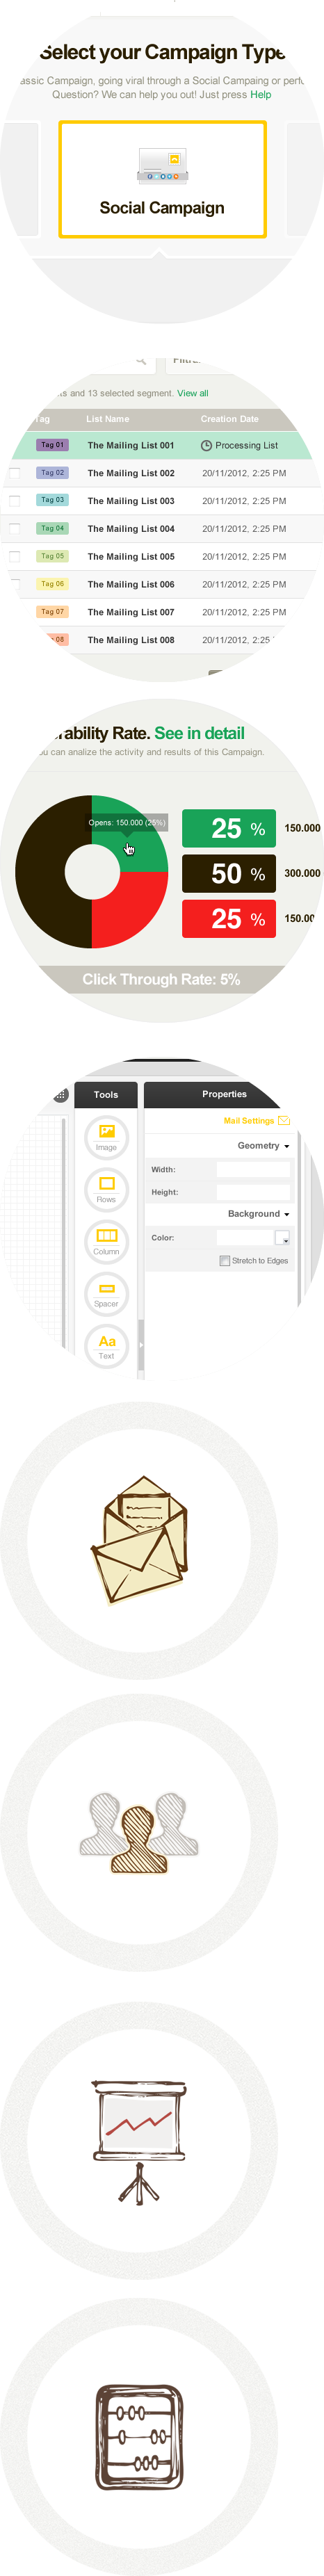 Select your Campaign Type
assic Campaign, going viral through a Social Campaing or perf
Question? We can help you out! Just press Help
Social Campaign
and 13 selected segment. View all
Tag List Name Creation Date
Tag 01 The Mailing List 001 Processing List
Tag 02 The Mailing List 002 20/11/2012, 2:25 PM
Tag 03 The Mailing List 003 20/11/2012, 2:25 PM
Tag 04 The Mailing List 004 20/11/2012, 2:25 PM
Tag 05 The Mailing List 005 20/11/2012, 2:25 PM
Tag 06 The Mailing List 006 20/11/2012, 2:25 PM
Tag 07 The Mailing List 007 20/11/2012, 2:25 PM
08 The Mailing List 008 20/11/2012, 2:25
rability Rate. See in detail
ou can analize the activity and results of this Campaign.
Opens: 150.000 (25%)
25 % 150.000
50 % 300.000
25 % 150.00
Click Through Rate: 5%
Tools Properties
Mail Settings
Image
Geometry
Width:
Rows
Height:
Background
Column
Color:
Stretch to Edges
Spacer
Aa
Text